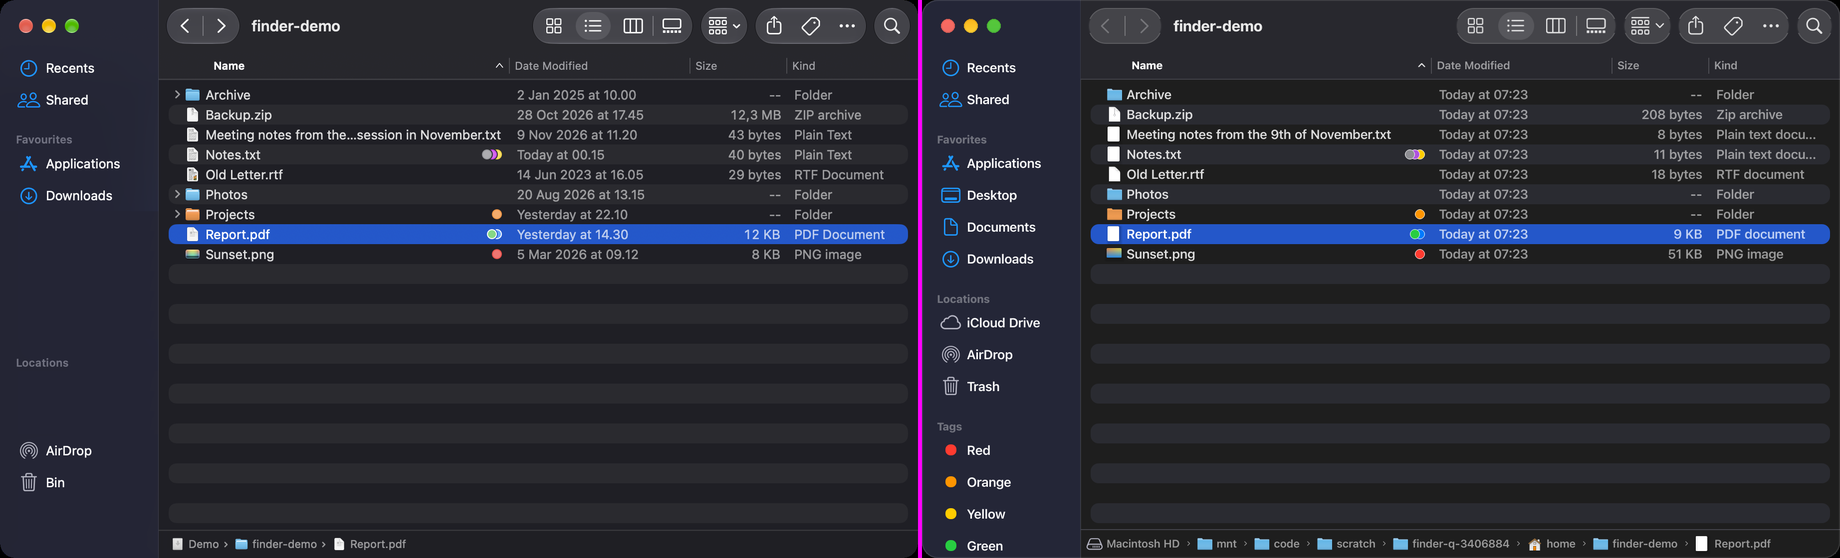 finder-demo
Recents
Shared
Favourites
Applications
Downloads
Locations
AirDrop
Bin
Name Date Modified Size Kind
Archive 2 Jan 2025 at 10.00 -- Folder
Backup.zip 28 Oct 2026 at 17.45 12,3 MB ZIP archive
Meeting notes from the...session in November.txt 9 Nov 2026 at 11.20 43 bytes Plain Text
Notes.txt Today at 00.15 40 bytes Plain Text
Old Letter.rtf 14 Jun 2023 at 16.05 29 bytes RTF Document
Photos 20 Aug 2026 at 13.15 -- Folder
Projects Yesterday at 22.10 -- Folder
Report.pdf Yesterday at 14.30 12 KB PDF Document
Sunset.png 5 Mar 2026 at 09.12 8 KB PNG image
Demo › finder-demo › Report.pdf
finder-demo
Recents
Shared
Favorites
Applications
Desktop
Documents
Downloads
Locations
iCloud Drive
AirDrop
Trash
Tags
Red
Orange
Yellow
Green
Name Date Modified Size Kind
Archive Today at 07:23 -- Folder
Backup.zip Today at 07:23 208 bytes Zip archive
Meeting notes from the 9th of November.txt Today at 07:23 8 bytes Plain text docu...
Notes.txt Today at 07:23 11 bytes Plain text docu...
Old Letter.rtf Today at 07:23 18 bytes RTF document
Photos Today at 07:23 -- Folder
Projects Today at 07:23 -- Folder
Report.pdf Today at 07:23 9 KB PDF document
Sunset.png Today at 07:23 51 KB PNG image
Macintosh HD › mnt › code › scratch › finder-q-3406884 › home › finder-demo › Report.pdf